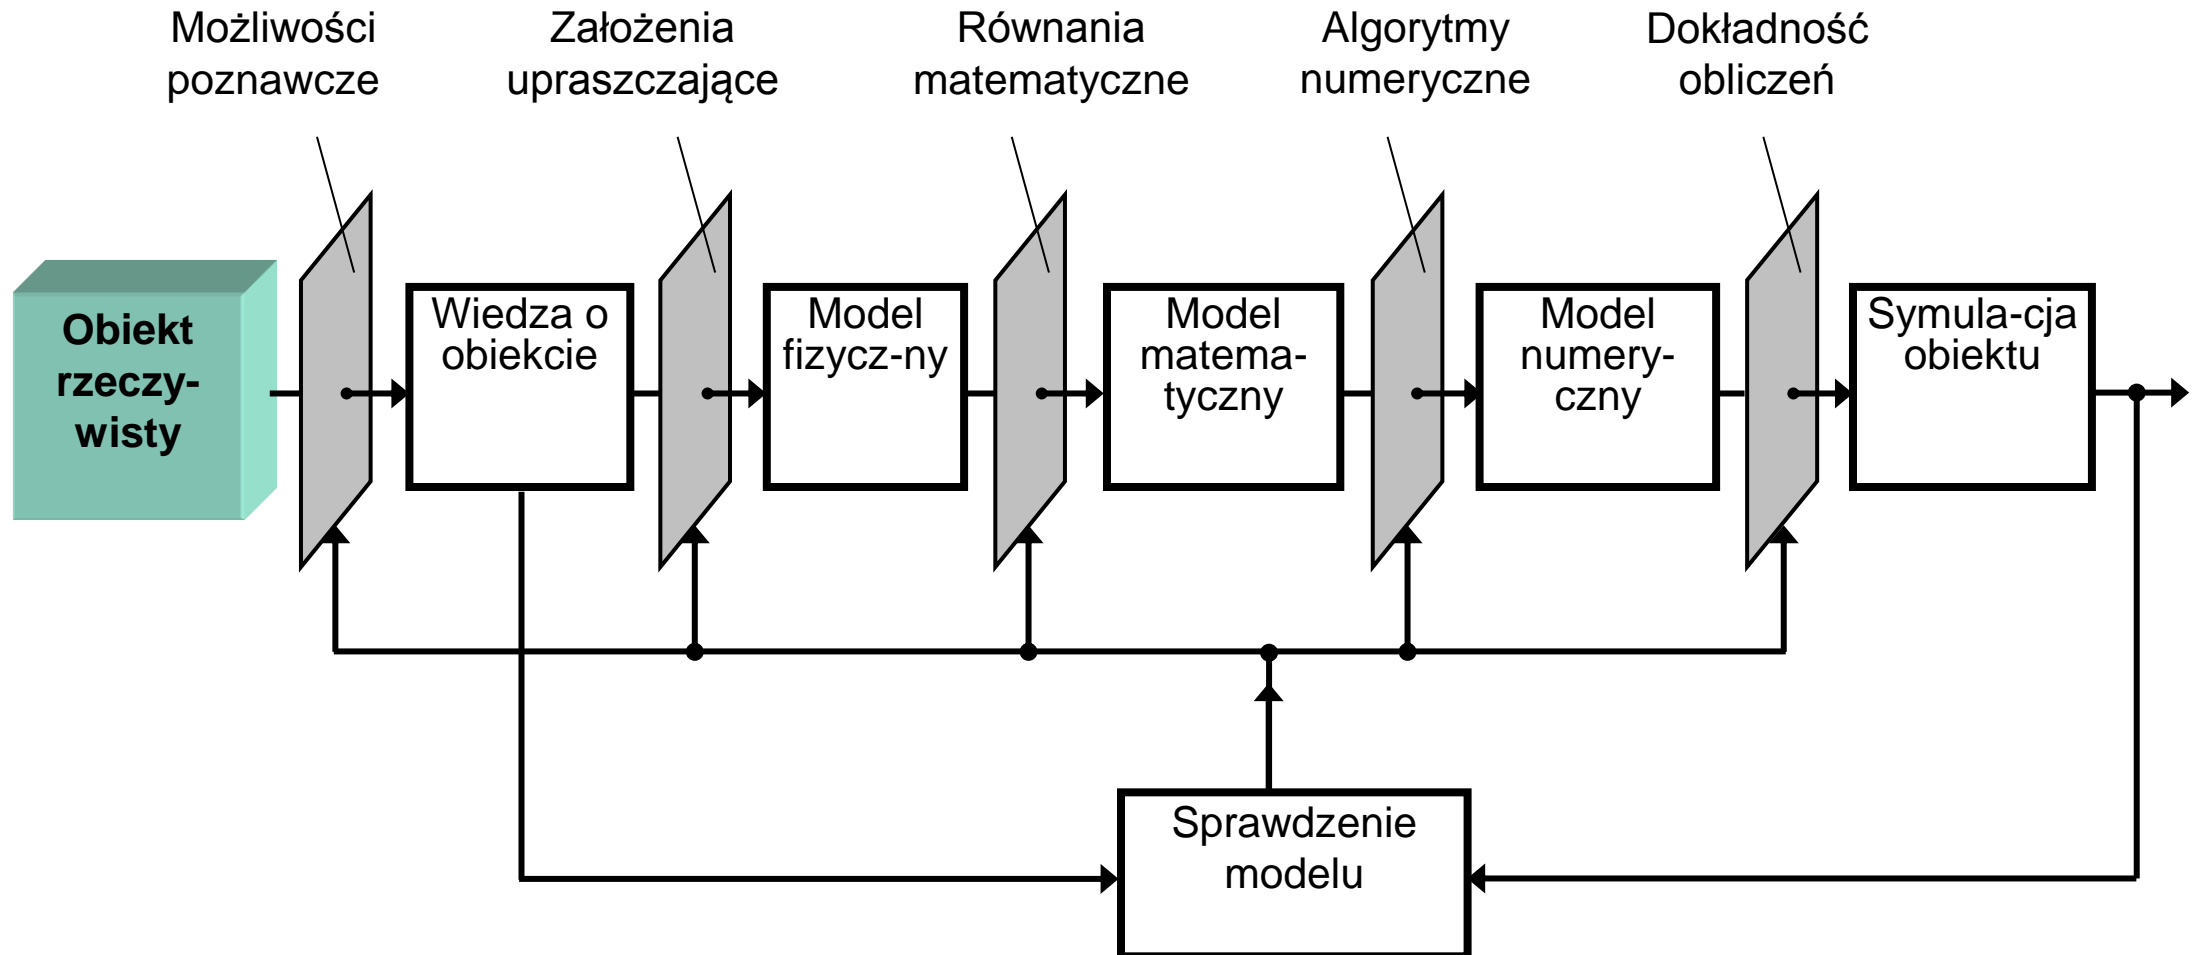 Możliwości
poznawcze
Założenia
upraszczające
Równania
matematyczne
Algorytmy
numeryczne
Dokładność
obliczeń
Obiekt
rzeczy-
wisty
Wiedza o
obiekcie
Model
fizycz-ny
Model
matema-
tyczny
Model
numery-
czny
Symula-cja
obiektu
Sprawdzenie
modelu